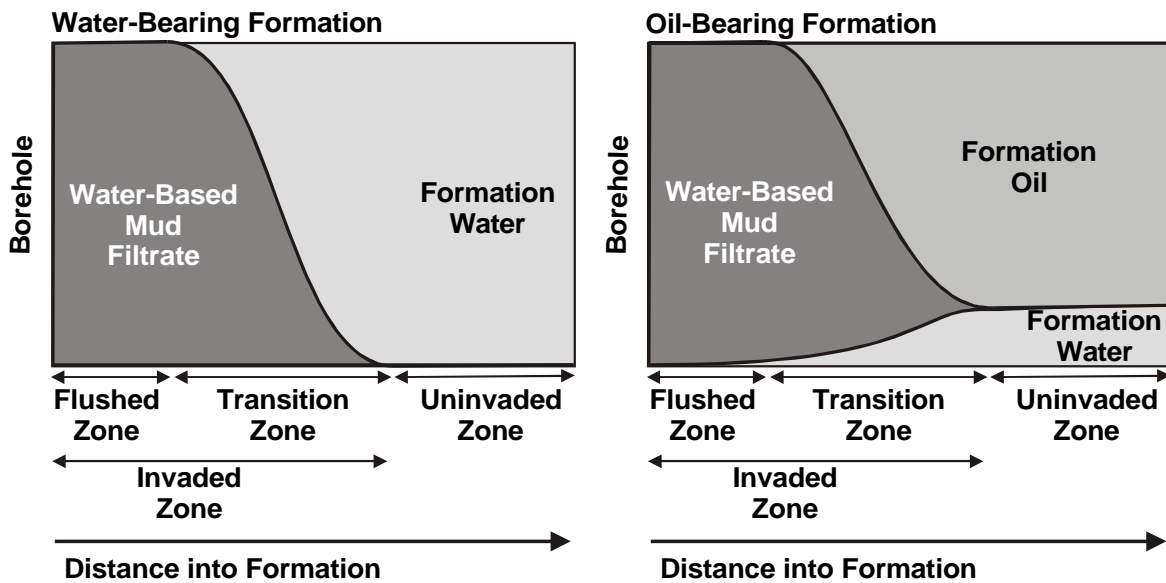 Water-Bearing Formation
Borehole
Water-Based
Mud
Filtrate
Formation
Water
Flushed
Zone
Transition
Zone
Uninvaded
Zone
Invaded
Zone
Distance into Formation
Oil-Bearing Formation
Borehole
Water-Based
Mud
Filtrate
Formation
Oil
Formation
Water
Flushed
Zone
Transition
Zone
Uninvaded
Zone
Invaded
Zone
Distance into Formation